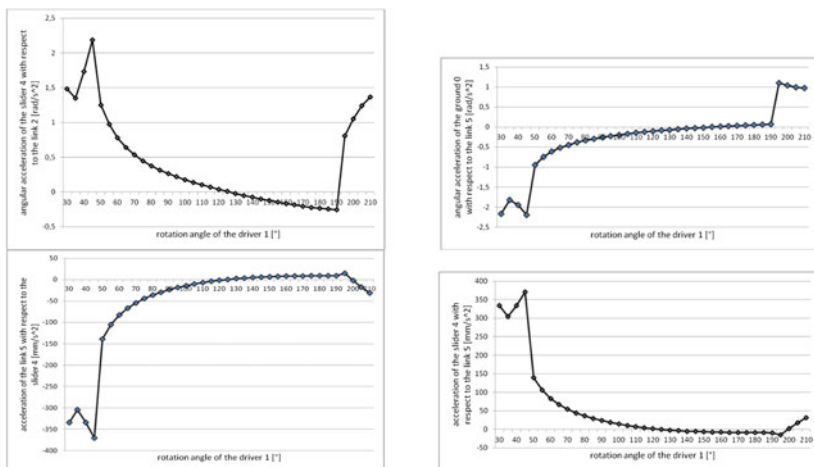 angular acceleration of the slider 4 with respect
to the link 2 [rad/s^2]
2,5
2
1,5
1
0,5
0
-0,5
30 40 50 60 70 80 90 100 110 120 130 140 150 160 170 180 190 200 210
rotation angle of the driver 1 [°]
angular acceleration of the ground 0
with respect to the link 5 [rad/s^2]
1,5
1
0,5
0
-0,5
-1
-1,5
-2
-2,5
30 40 50 60 70 80 90 100 110 120 130 140 150 160 170 180 190 200 210
rotation angle of the driver 1 [°]
acceleration of the link 5 with respect to the
slider 4 [mm/s^2]
50
0
-50
-100
-150
-200
-250
-300
-350
-400
30 40 50 60 70 80 90 100 110 120 130 140 150 160 170 180 190 200 210
rotation angle of the driver 1 [°]
acceleration of the slider 4 with
respect to the link 5 [mm/s^2]
400
350
300
250
200
150
100
50
0
-50
30 40 50 60 70 80 90 100 110 120 130 140 150 160 170 180 190 200 210
rotation angle of the driver 1 [°]